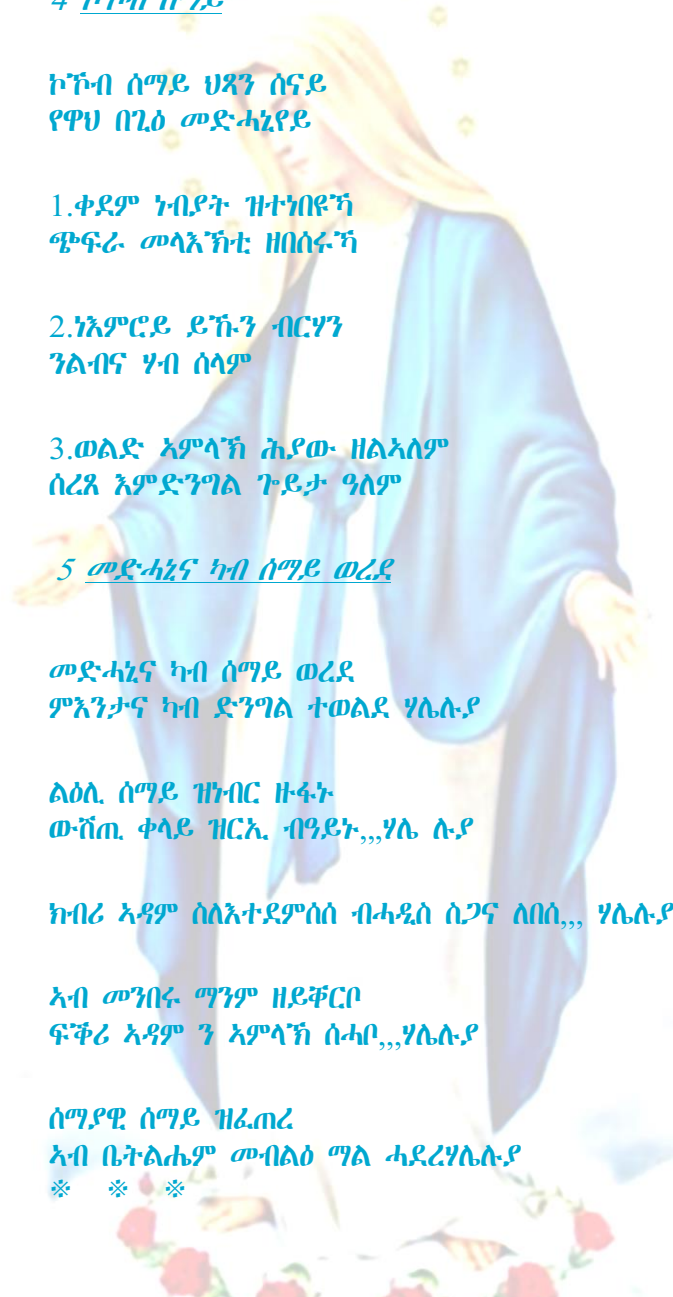 4 ኮኾብ ሰማይ
ኮኾብ ሰማይ ህጻን ሰናይ
የዋህ በጊዕ መድሓኒየይ
1.ቀደም ነብያት ዝተነበዩኻ
ጭፍራ መላእኽቲ ዘበሰሩኻ
2.ነእምሮይ ይኹን ብርሃን
ንልብና ሃብ ሰላም
3.ወልድ ኣምላኽ ሕያው ዘልኣለም
ሰረጸ እምድንግል ጐይታ ዓለም
5 መድሓኒና ካብ ሰማይ ወረደ
መድሓኒና ካብ ሰማይ ወረደ
ምእንታና ካብ ድንግል ተወልደ ሃሌሉያ
ልዕሊ ሰማይ ዝነብር ዙፋኑ
ውሽጢ ቀላይ ዝርኢ ብዓይኑ,,,ሃሌ ሉያ
ክብሪ ኣዳም ስለእተደምሰሰ ብሓዲስ ስጋና ለበሰ,,, ሃሌሉያ
ኣብ መንበሩ ማንም ዘይቐርቦ
ፍቕሪ ኣዳም ን ኣምላኽ ሰሓቦ,,,ሃሌሉያ
ሰማያዊ ሰማይ ዝፈጠረ
ኣብ ቤትልሔም መብልዕ ማል ሓደረሃሌሉያ
※ ※ ※